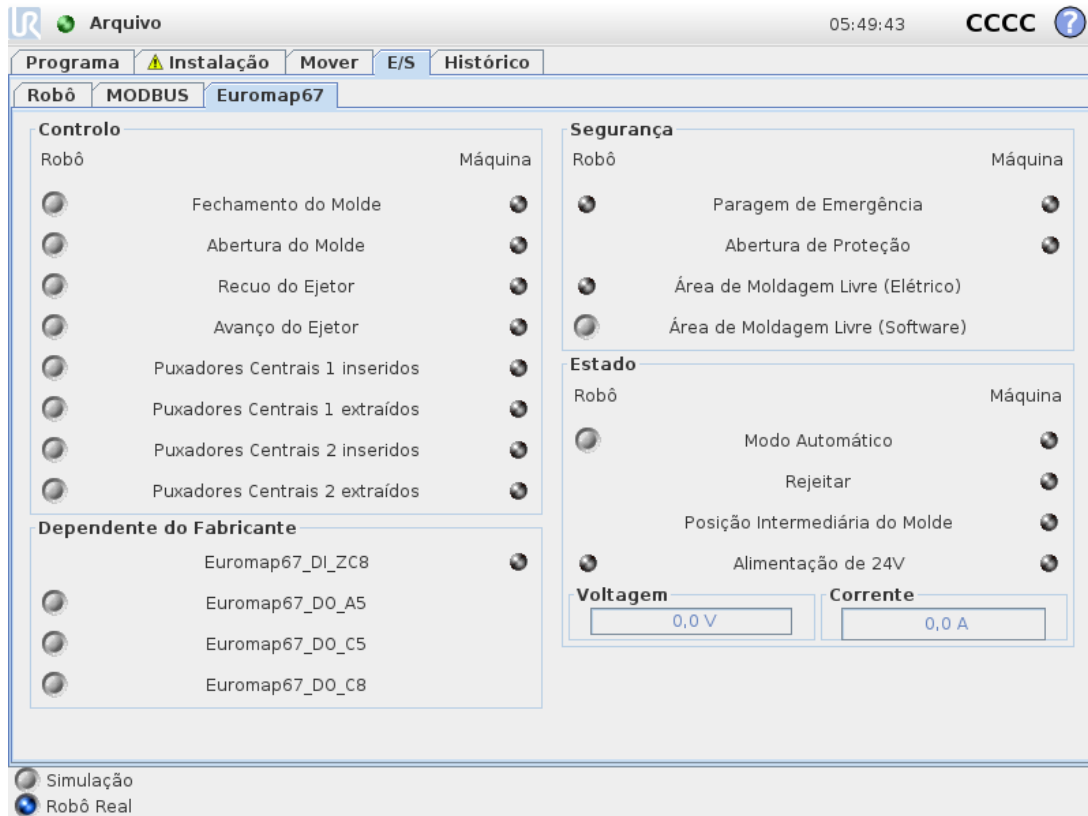 UR Arquivo 05:49:43 CCCC ?
Programa Instalação Mover E/S Histórico
Robô MODBUS Euromap67
Controlo
Robô Máquina
Fechamento do Molde
Abertura do Molde
Recuo do Ejetor
Avanço do Ejetor
Puxadores Centrais 1 inseridos
Puxadores Centrais 1 extraídos
Puxadores Centrais 2 inseridos
Puxadores Centrais 2 extraídos
Dependente do Fabricante
Euromap67_DI_ZC8
Euromap67_DO_A5
Euromap67_DO_C5
Euromap67_DO_C8
Segurança
Robô Máquina
Paragem de Emergência
Abertura de Proteção
Área de Moldagem Livre (Elétrico)
Área de Moldagem Livre (Software)
Estado
Robô Máquina
Modo Automático
Rejeitar
Posição Intermediária do Molde
Alimentação de 24V
Voltagem Corrente
0,0 V 0,0 A
Simulação
Robô Real